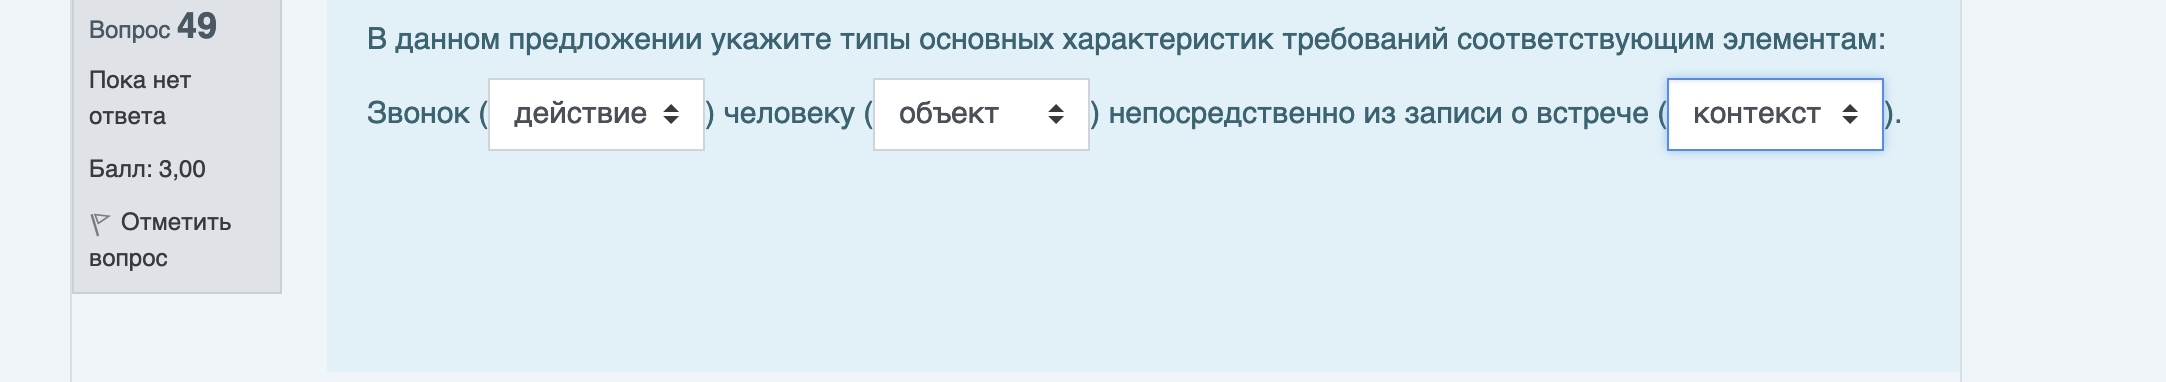 Вопрос 49
Пока нет
ответа
Балл: 3,00
Отметить
вопрос
В данном предложении укажите типы основных характеристик требований соответствующим элементам:
Звонок ( действие ) человеку ( объект ) непосредственно из записи о встрече ( контекст ).